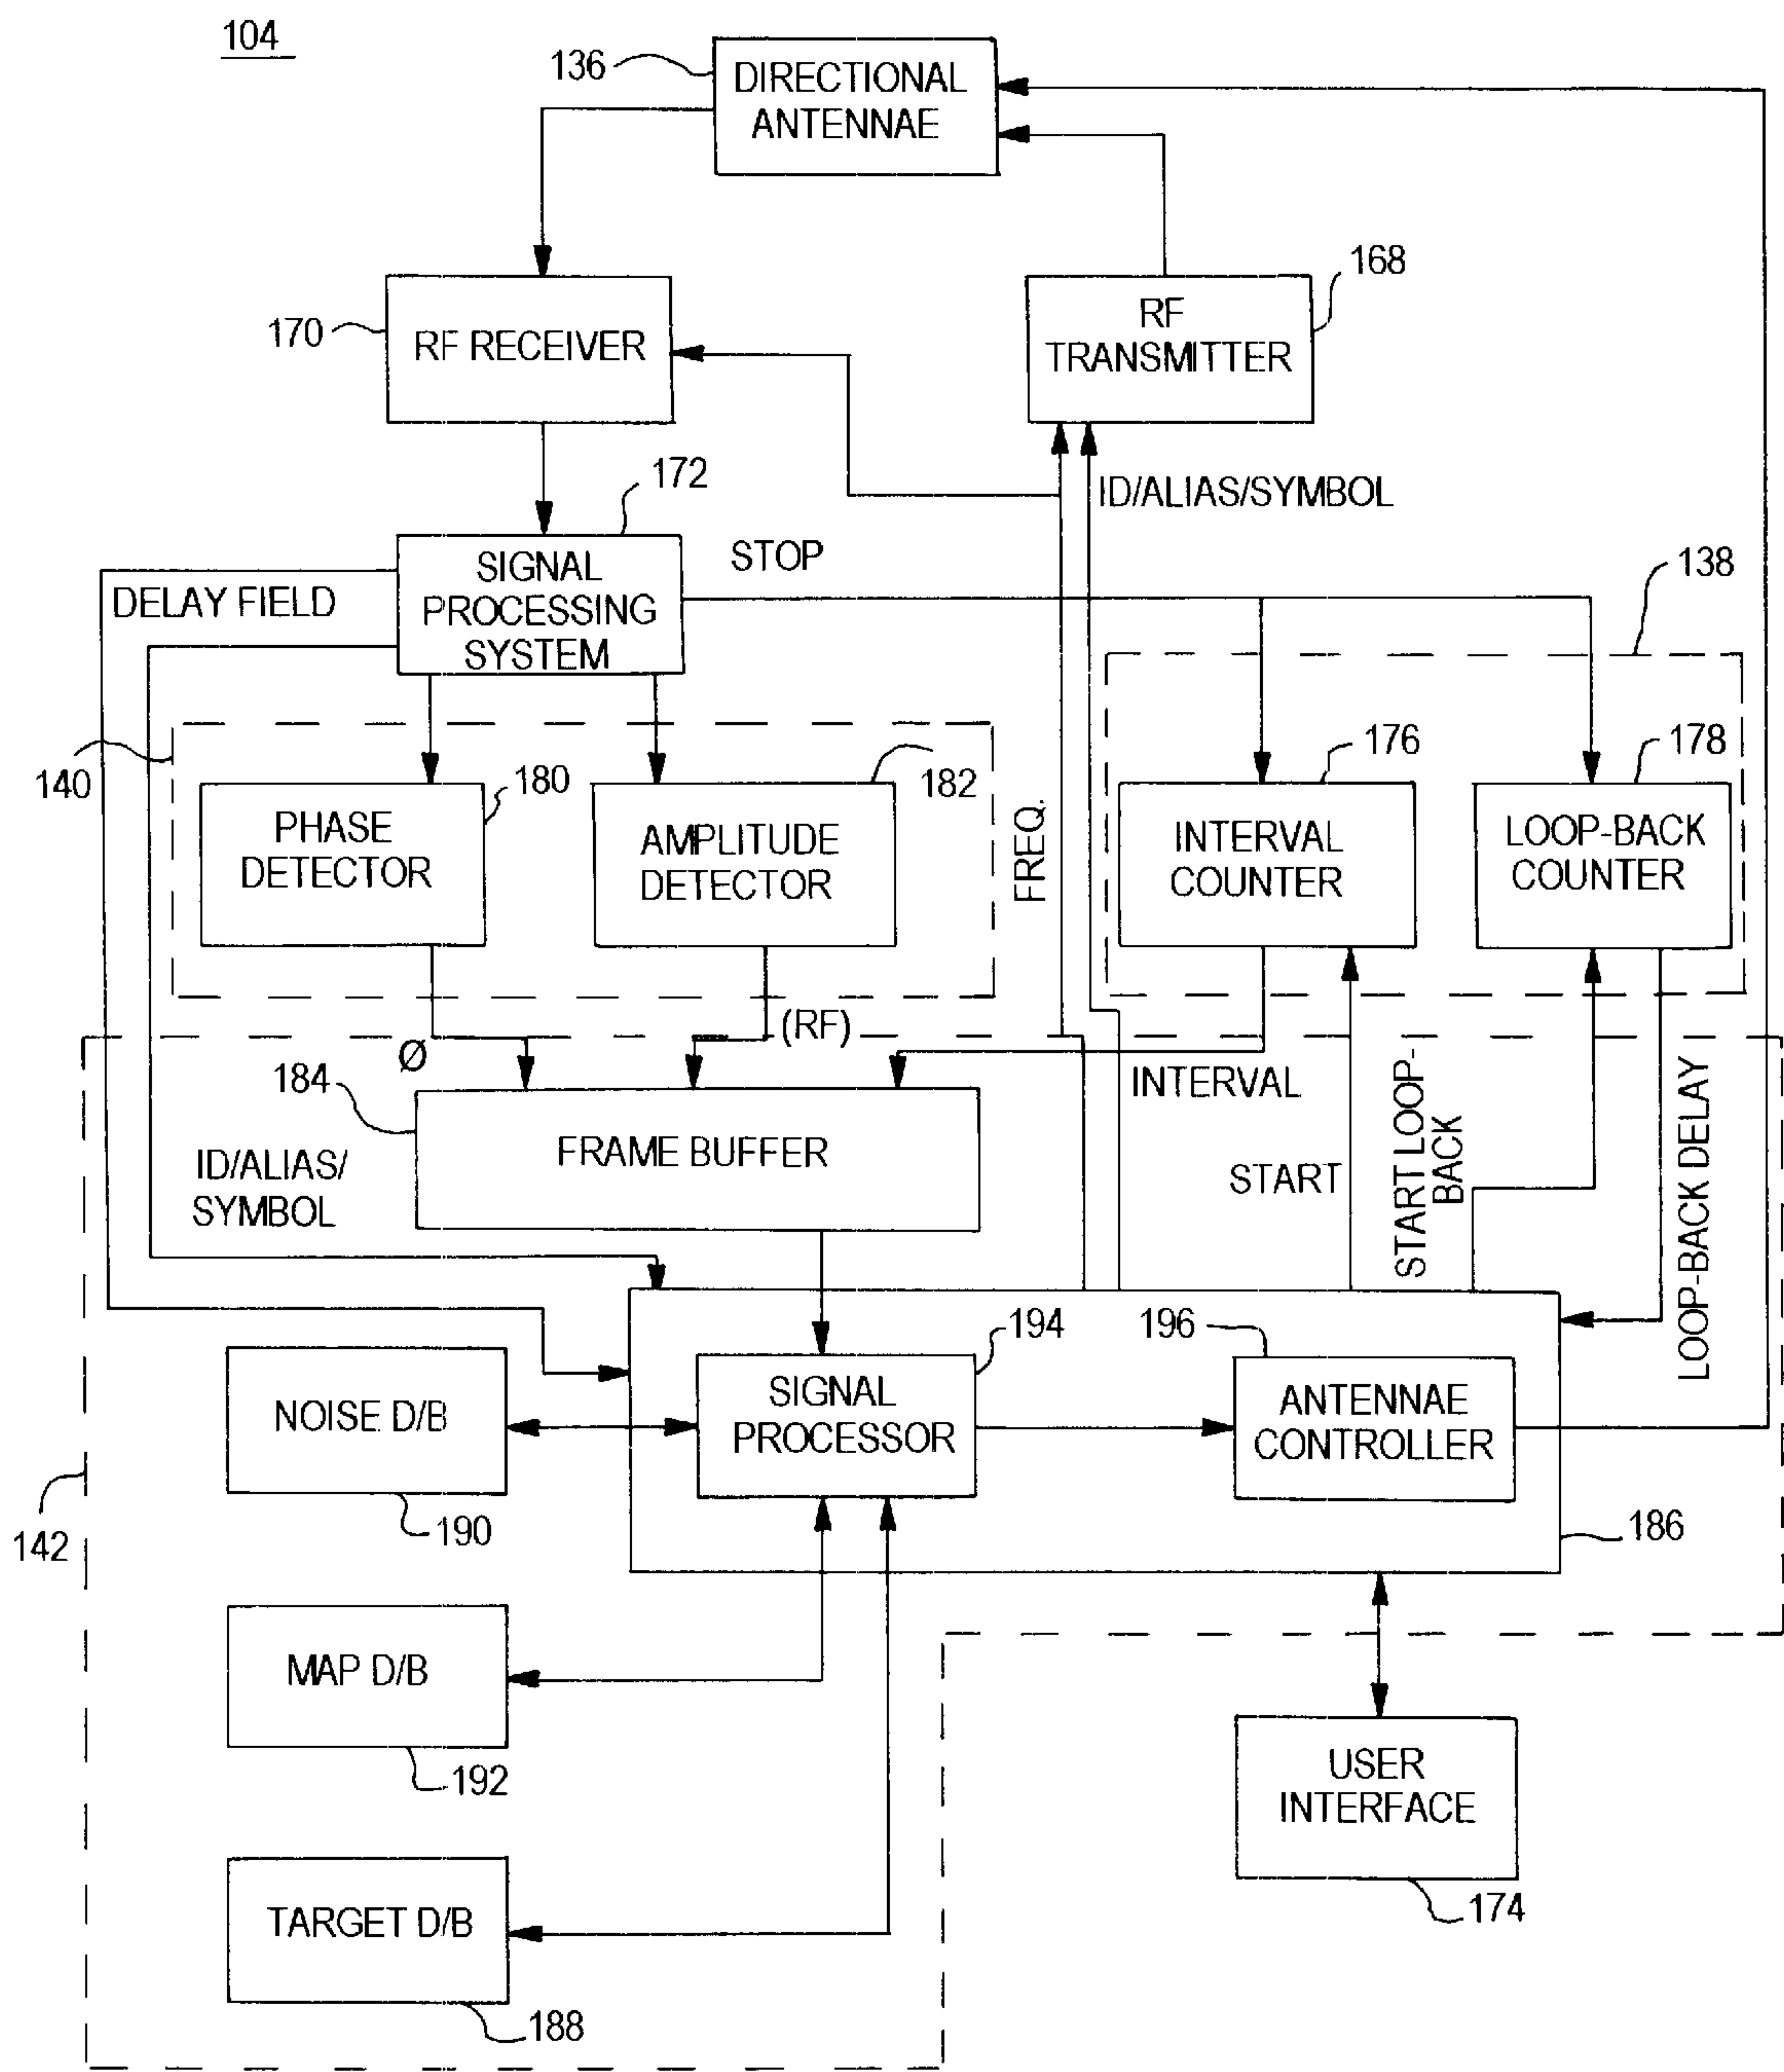 104
136
DIRECTIONAL
ANTENNAE
168
170
RF RECEIVER
RF
TRANSMITTER
172
ID/ALIAS/SYMBOL
STOP
SIGNAL
PROCESSING
SYSTEM
DELAY FIELD
138
140
180
182
176
178
PHASE
DETECTOR
AMPLITUDE
DETECTOR
FREQ.
INTERVAL
COUNTER
LOOP-BACK
COUNTER
Ø
(RF)
184
FRAME BUFFER
INTERVAL
ID/ALIAS/
SYMBOL
START
START LOOP-
BACK
LOOP-BACK DELAY
194
196
NOISE D/B
SIGNAL
PROCESSOR
ANTENNAE
CONTROLLER
142
190
186
MAP D/B
192
USER
INTERFACE
174
TARGET D/B
188